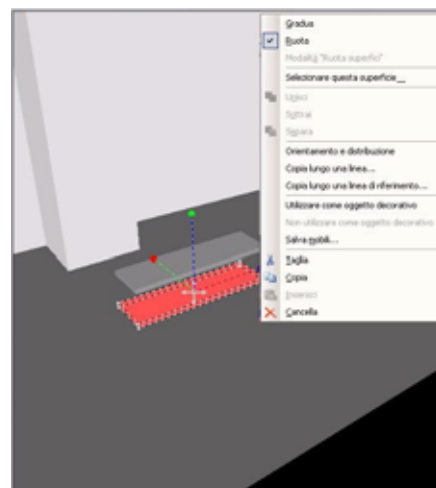 Gradua
Ruota
Modalità "Ruota superfici"
Selezionare questa superficie...
Unisci
Sottrai
Separa
Orientamento e distribuzione
Copia lungo una linea...
Copia lungo una linea di riferimento...
Utilizzare come oggetto decorativo
Non utilizzare come oggetto decorativo
Salva mobili...
Taglia
Copia
Inserisci
Cancella